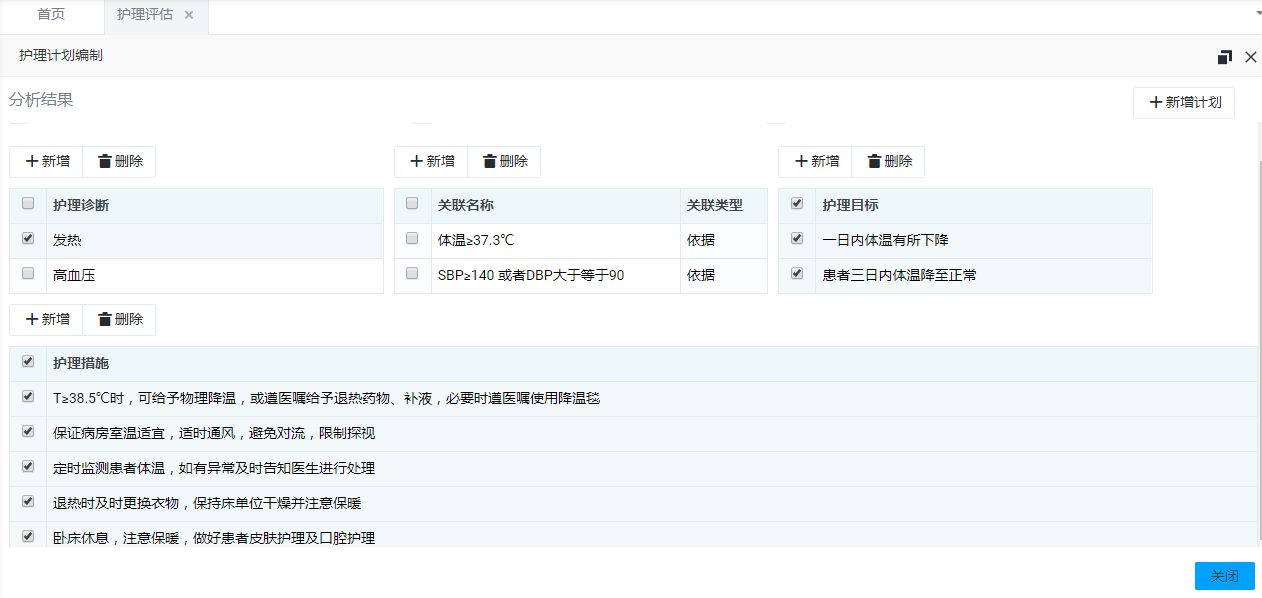 首页
护理评估
护理计划编制
分析结果
新增计划
新增 删除
新增 删除
新增 删除
护理诊断
发热
高血压
关联名称 关联类型
体温≥37.3℃ 依据
SBP≥140 或者DBP大于等于90 依据
护理目标
一日内体温有所下降
患者三日内体温降至正常
新增 删除
护理措施
T≥38.5℃时，可给予物理降温，或遵医嘱给予退热药物、补液，必要时遵医嘱使用降温毯
保证病房室温适宜，适时通风，避免对流，限制探视
定时监测患者体温，如有异常及时告知医生进行处理
退热时及时更换衣物，保持床单位干燥并注意保暖
卧床休息，注意保暖，做好患者皮肤护理及口腔护理
关闭